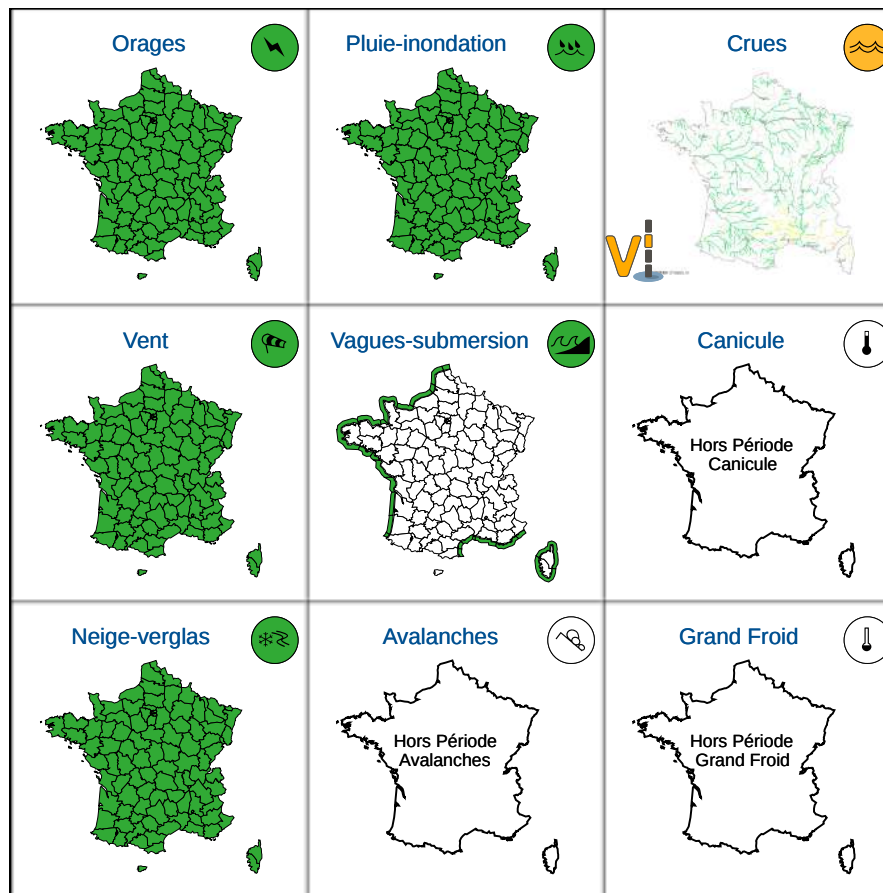 Orages
Pluie-inondation
Crues
Vi
Vent
Vagues-submersion
Canicule
Hors Période
Canicule
Neige-verglas
Avalanches
Grand Froid
Hors Période
Avalanches
Hors Période
Grand Froid